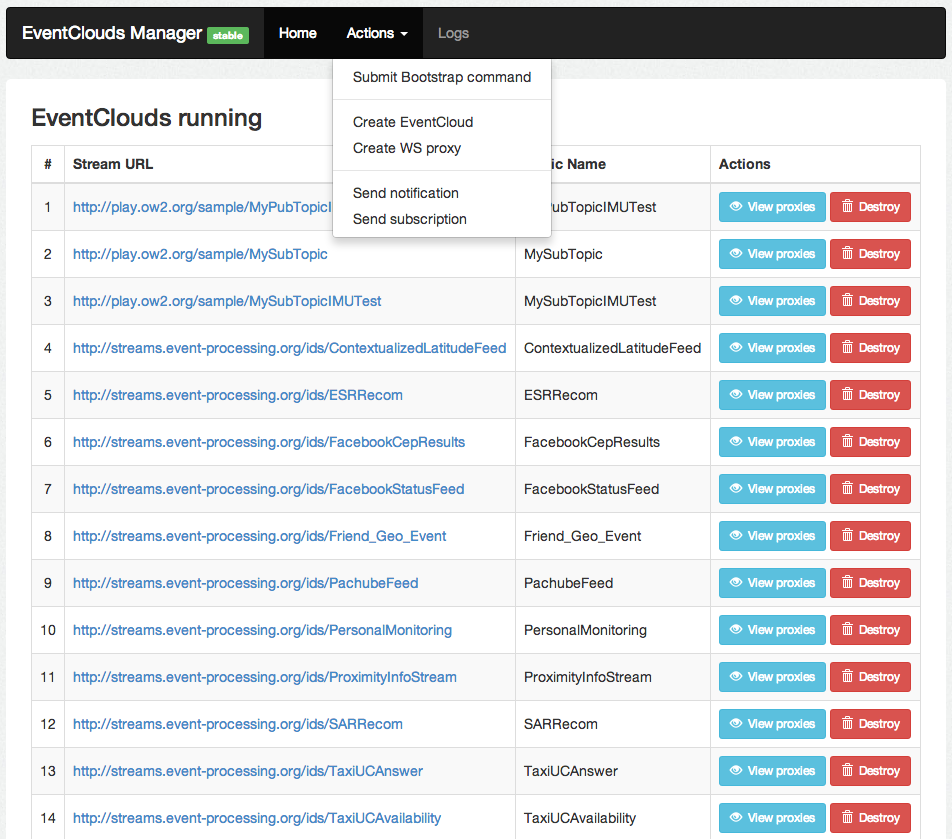 EventClouds Manager stable Home Actions Logs
Submit Bootstrap command
Create EventCloud
Create WS proxy
Send notification
Send subscription
EventClouds running
# Stream URL ic Name Actions
1 http://play.ow2.org/sample/MyPubTopicI PubTopicIMUTest View proxies Destroy
2 http://play.ow2.org/sample/MySubTopic MySubTopic View proxies Destroy
3 http://play.ow2.org/sample/MySubTopicIMUTest MySubTopicIMUTest View proxies Destroy
4 http://streams.event-processing.org/ids/ContextualizedLatitudeFeed ContextualizedLatitudeFeed View proxies Destroy
5 http://streams.event-processing.org/ids/ESRRecom ESRRecom View proxies Destroy
6 http://streams.event-processing.org/ids/FacebookCepResults FacebookCepResults View proxies Destroy
7 http://streams.event-processing.org/ids/FacebookStatusFeed FacebookStatusFeed View proxies Destroy
8 http://streams.event-processing.org/ids/Friend_Geo_Event Friend_Geo_Event View proxies Destroy
9 http://streams.event-processing.org/ids/PachubeFeed PachubeFeed View proxies Destroy
10 http://streams.event-processing.org/ids/PersonalMonitoring PersonalMonitoring View proxies Destroy
11 http://streams.event-processing.org/ids/ProximityInfoStream ProximityInfoStream View proxies Destroy
12 http://streams.event-processing.org/ids/SARRecom SARRecom View proxies Destroy
13 http://streams.event-processing.org/ids/TaxiUCAnswer TaxiUCAnswer View proxies Destroy
14 http://streams.event-processing.org/ids/TaxiUCAvailability TaxiUCAvailability View proxies Destroy